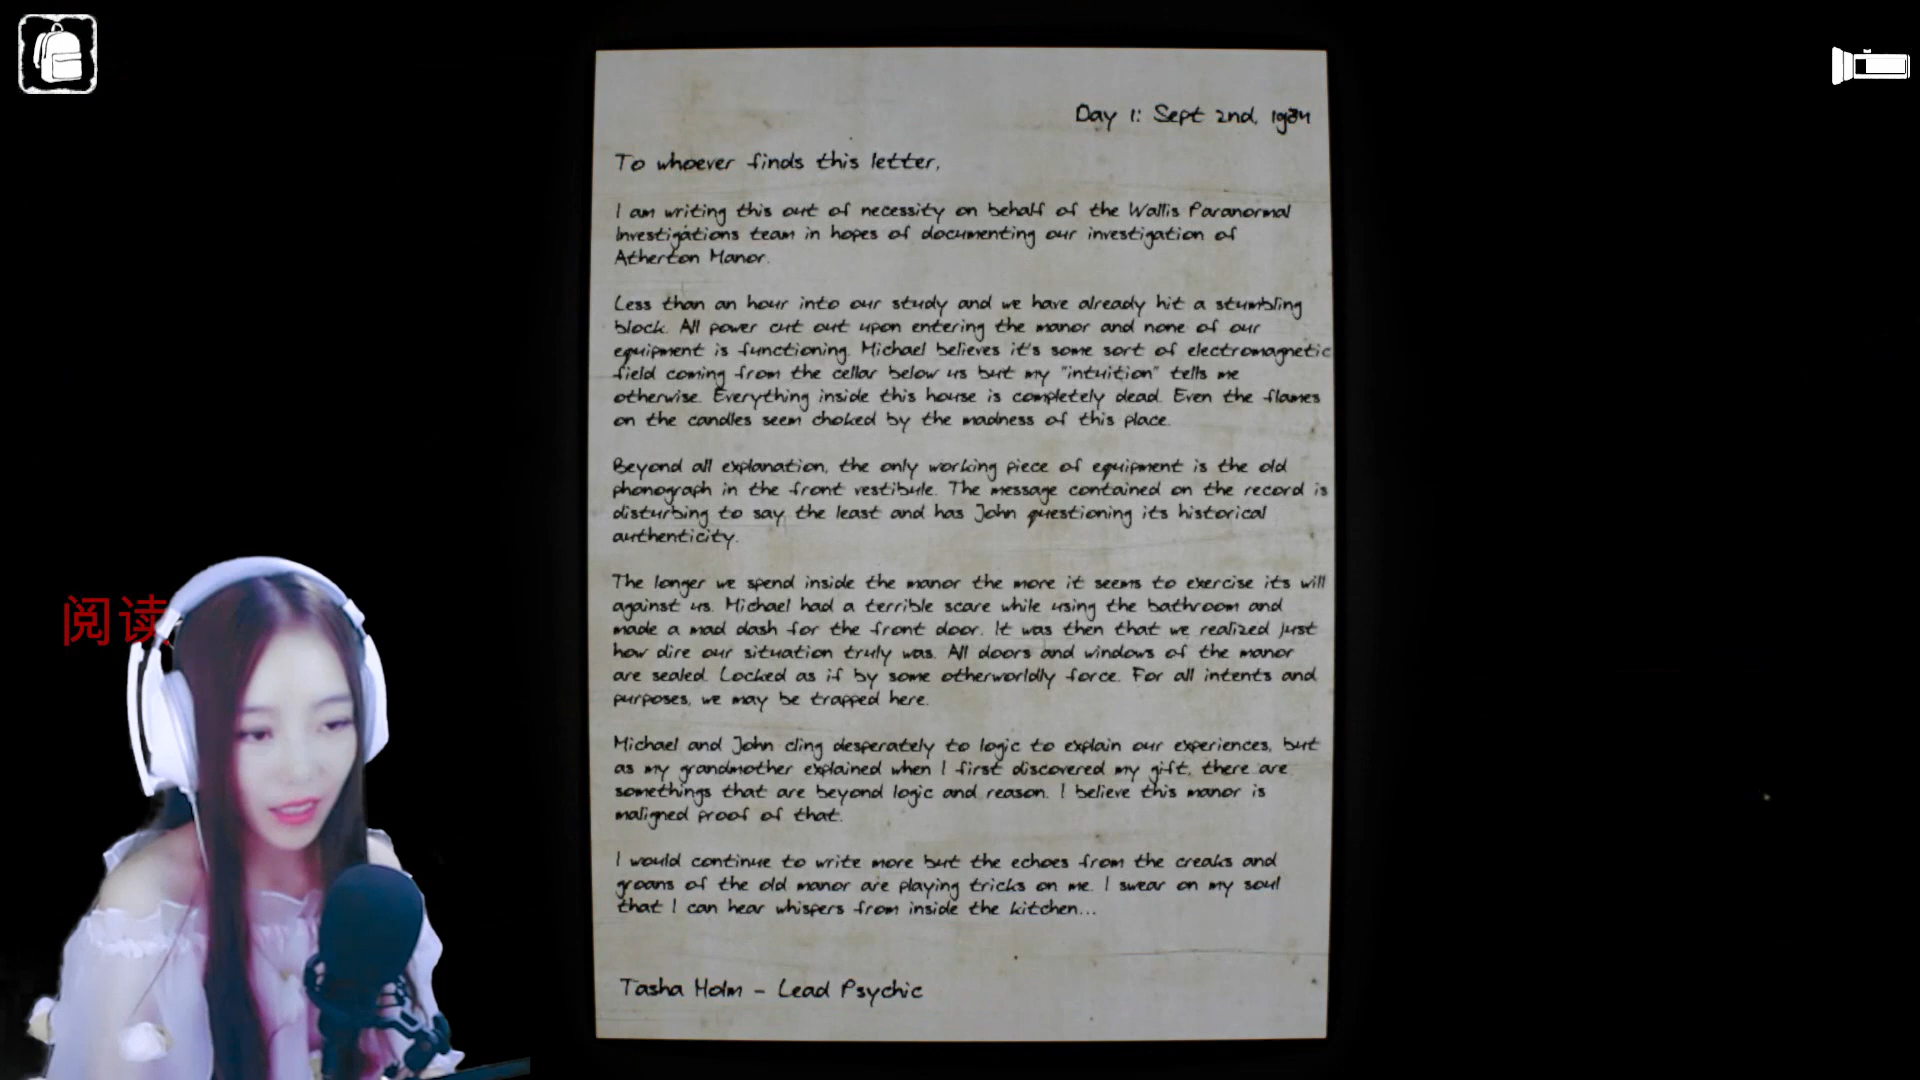 Day 1: Sept 2nd, 1984
To whoever finds this letter,
I am writing this out of necessity on behalf of the Wallis Paranormal
Investigations team in hopes of documenting our investigation of
Atherton Manor.
Less than an hour into our study and we have already hit a stumbling
block. All power cut out upon entering the manor and none of our
equipment is functioning. Michael believes it's some sort of electromagnetic
field coming from the cellar below us but my "intuition" tells me
otherwise. Everything inside this house is completely dead. Even the flames
on the candles seem choked by the madness of this place.
Beyond all explanation, the only working piece of equipment is the old
phonograph in the front vestibule. The message contained on the record is
disturbing to say the least and has John questioning its historical
authenticity.
The longer we spend inside the manor the more it seems to exercise its will
against us. Michael had a terrible scare while using the bathroom and
made a mad dash for the front door. It was then that we realized just
how dire our situation truly was. All doors and windows of the manor
are sealed. Locked as if by some otherworldly force. For all intents and
purposes, we may be trapped here.
Michael and John cling desperately to logic to explain our experiences, but
as my grandmother explained when I first discovered my gift, there are
somethings that are beyond logic and reason. I believe this manor is
maligned proof of that.
I would continue to write more but the echoes from the creaks and
groans of the old manor are playing tricks on me. I swear on my soul
that I can hear whispers from inside the kitchen...
Tasha Holm - Lead Psychic
阅读